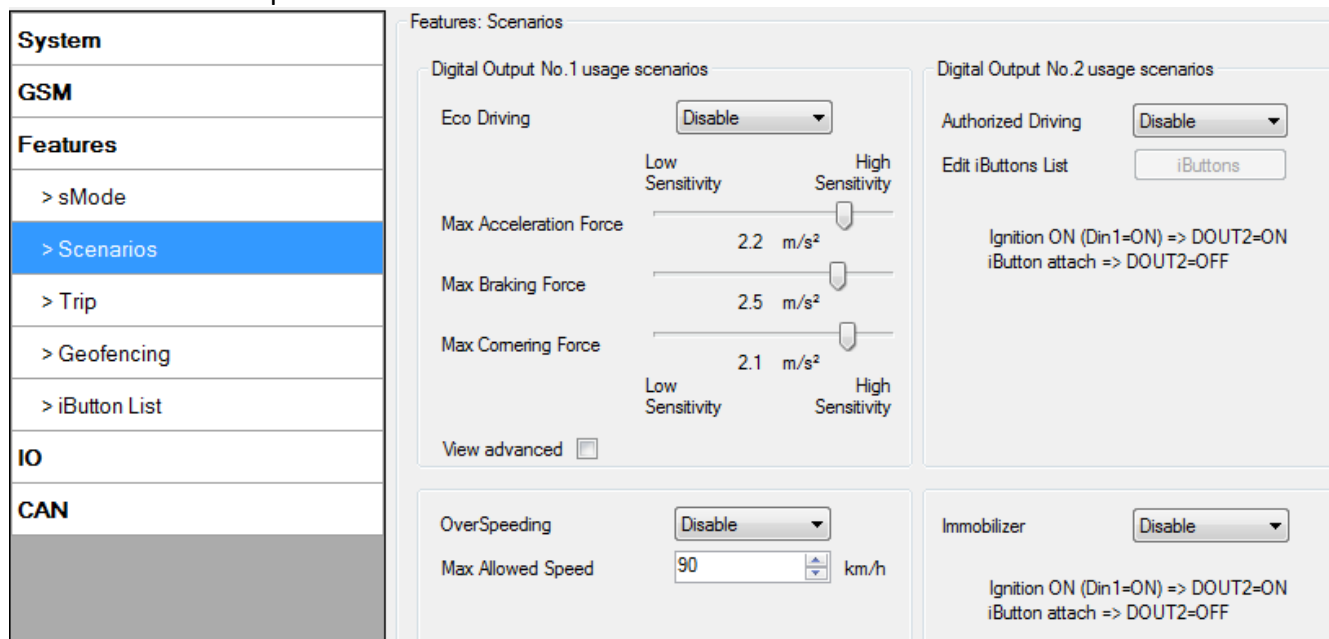 System
GSM
Features
> sMode
> Scenarios
> Trip
> Geofencing
> iButton List
IO
CAN
Features: Scenarios
Digital Output No.1 usage scenarios
Eco Driving Disable
Low Sensitivity High Sensitivity
Max Acceleration Force
2.2 m/s²
Max Braking Force
2.5 m/s²
Max Cornering Force
2.1 m/s²
Low Sensitivity High Sensitivity
View advanced
OverSpeeding Disable
Max Allowed Speed 90 km/h
Digital Output No.2 usage scenarios
Authorized Driving Disable
Edit iButtons List iButtons
Ignition ON (Din1=ON) => DOUT2=ON
iButton attach => DOUT2=OFF
Immobilizer Disable
Ignition ON (Din1=ON) => DOUT2=ON
iButton attach => DOUT2=OFF